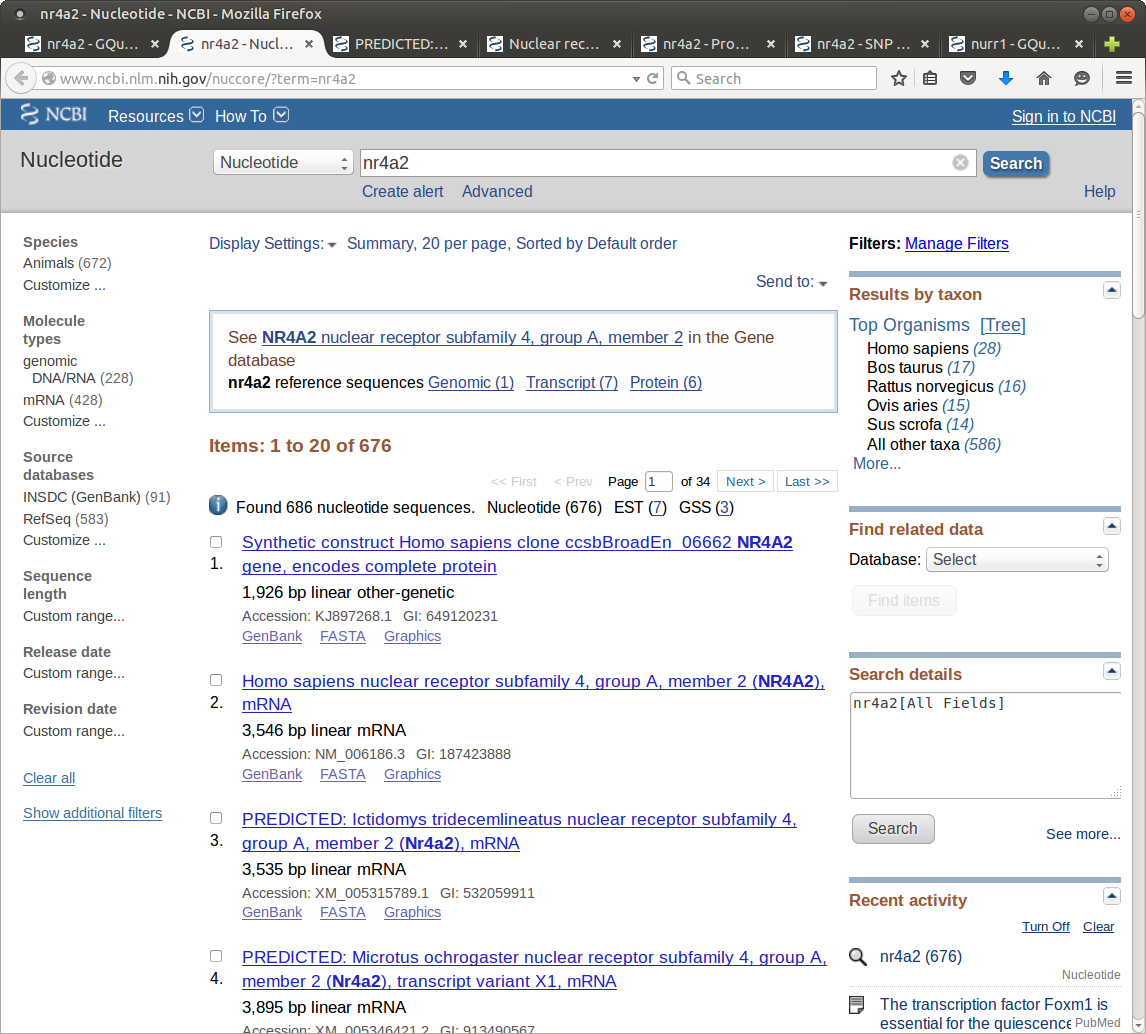 nr4a2 - Nucleotide - NCBI - Mozilla Firefox
nr4a2 - GQu... × nr4a2 - Nucl... × PREDICTED:... × Nuclear rec... × nr4a2 - Pro... × nr4a2 - SNP ... × nurr1 - GQu... ×
www.ncbi.nlm.nih.gov/nuccore/?term=nr4a2 Search
NCBI Resources How To Sign in to NCBI
Nucleotide Nucleotide nr4a2 Search
Create alert Advanced Help
Species
Animals (672)
Customize ...
Molecule
types
genomic
DNA/RNA (228)
mRNA (428)
Customize ...
Source
databases
INSDC (GenBank) (91)
RefSeq (583)
Customize ...
Sequence
length
Custom range...
Release date
Custom range...
Revision date
Custom range...
Clear all
Show additional filters
Display Settings: Summary, 20 per page, Sorted by Default order
Send to:
See NR4A2 nuclear receptor subfamily 4, group A, member 2 in the Gene
database
nr4a2 reference sequences Genomic (1) Transcript (7) Protein (6)
Items: 1 to 20 of 676
<< First < Prev Page 1 of 34 Next > Last >>
i Found 686 nucleotide sequences. Nucleotide (676) EST (7) GSS (3)
Synthetic construct Homo sapiens clone ccsbBroadEn_06662 NR4A2
1. gene, encodes complete protein
1,926 bp linear other-genetic
Accession: KJ897268.1 GI: 649120231
GenBank FASTA Graphics
Homo sapiens nuclear receptor subfamily 4, group A, member 2 (NR4A2),
2. mRNA
3,546 bp linear mRNA
Accession: NM_006186.3 GI: 187423888
GenBank FASTA Graphics
PREDICTED: Ictidomys tridecemlineatus nuclear receptor subfamily 4,
3. group A, member 2 (Nr4a2), mRNA
3,535 bp linear mRNA
Accession: XM_005315789.1 GI: 532059911
GenBank FASTA Graphics
PREDICTED: Microtus ochrogaster nuclear receptor subfamily 4, group A,
4. member 2 (Nr4a2), transcript variant X1, mRNA
3,895 bp linear mRNA
Accession: XM_005346421.2 GI: 913490567
Filters: Manage Filters
Results by taxon
Top Organisms [Tree]
Homo sapiens (28)
Bos taurus (17)
Rattus norvegicus (16)
Ovis aries (15)
Sus scrofa (14)
All other taxa (586)
More...
Find related data
Database: Select
Find items
Search details
nr4a2[All Fields]
Search See more...
Recent activity
Turn Off Clear
nr4a2 (676)
Nucleotide
The transcription factor Foxm1 is
essential for the quiescence PubMed